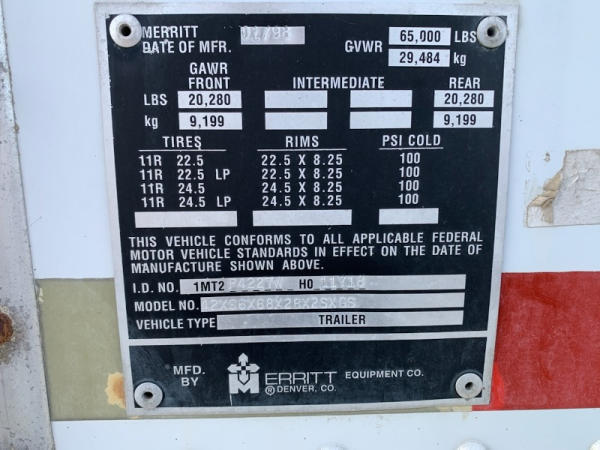 MERRITT
DATE OF MFR.
GVWR 65,000 LBS
29,484 kg
GAWR
FRONT INTERMEDIATE REAR
LBS 20,280 20,280
kg 9,199 9,199
TIRES RIMS PSI COLD
11R 22.5 22.5 X 8.25 100
11R 22.5 LP 22.5 X 8.25 100
11R 24.5 24.5 X 8.25 100
11R 24.5 LP 24.5 X 8.25 100
THIS VEHICLE CONFORMS TO ALL APPLICABLE FEDERAL
MOTOR VEHICLE STANDARDS IN EFFECT ON THE DATE OF
MANUFACTURE SHOWN ABOVE.
I.D. NO. 1MT2
MODEL NO.
VEHICLE TYPE TRAILER
MFD. BY MERRITT EQUIPMENT CO.
® DENVER, CO.